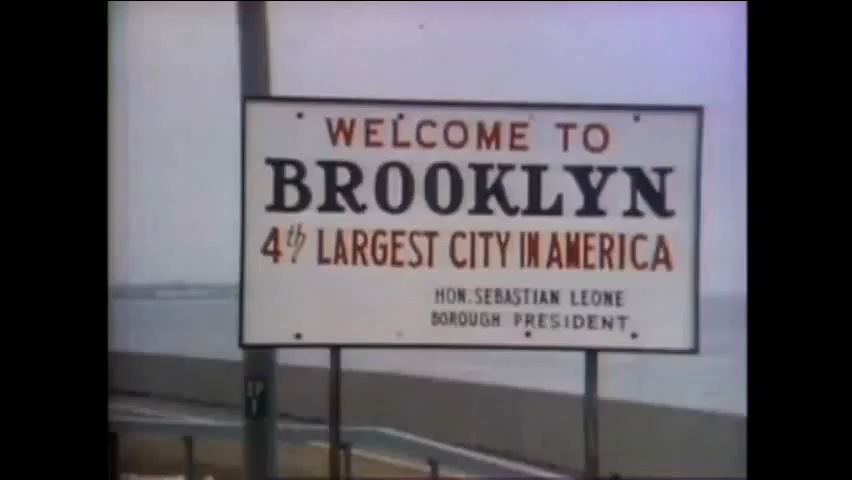 WELCOME TO
BROOKLYN
4th LARGEST CITY IN AMERICA
HON. SEBASTIAN LEONE
BOROUGH PRESIDENT